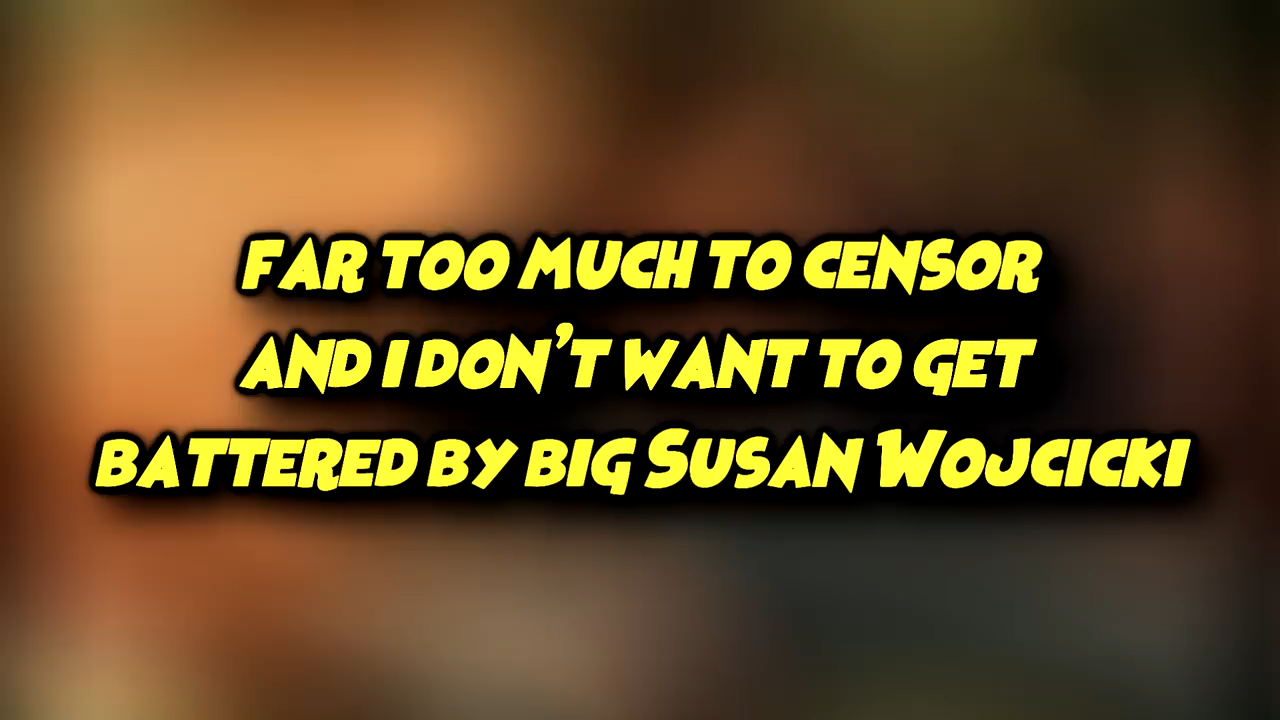 FAR TOO MUCH TO CENSOR
AND I DON'T WANT TO GET
BATTERED BY BIG SUSAN WOJCICKI